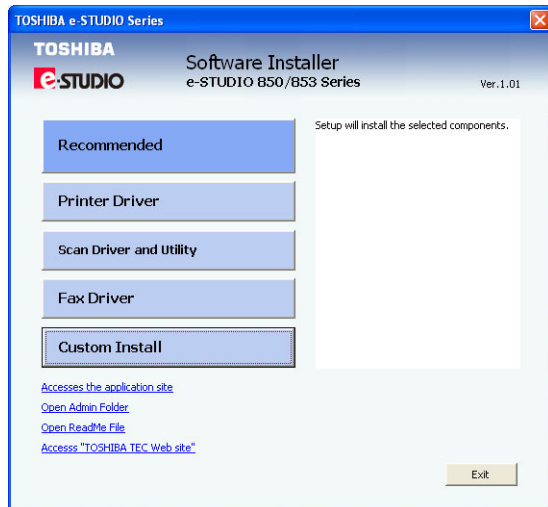 TOSHIBA e-STUDIO Series
TOSHIBA
e-STUDIO
Software Installer
e-STUDIO 850/853 Series
Ver.1.01
Recommended
Setup will install the selected components.
Printer Driver
Scan Driver and Utility
Fax Driver
Custom Install
Accesses the application site
Open Admin Folder
Open ReadMe File
Accesss "TOSHIBA TEC Web site"
Exit